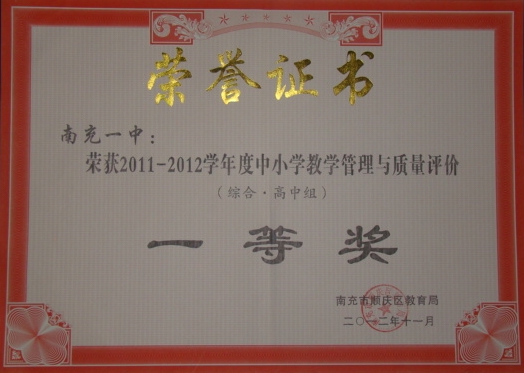 荣誉证书
南充一中：
荣获2011-2012学年度中小学教学管理与质量评价
（综合·高中组）
一等奖
南充市顺庆区教育局
二〇一二年十一月